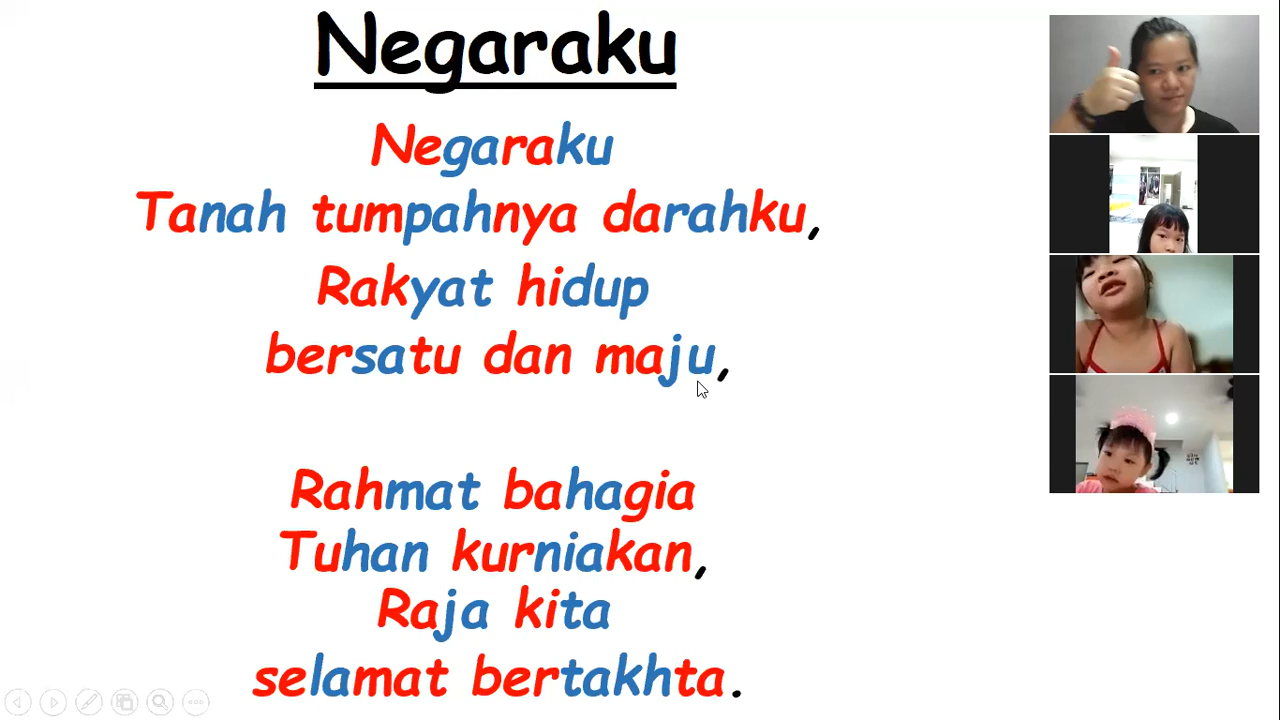 Negaraku
Negaraku
Tanah tumpahnya darahku,
Rakyat hidup
bersatu dan maju,
Rahmat bahagia
Tuhan kurniakan,
Raja kita
selamat bertakhta.